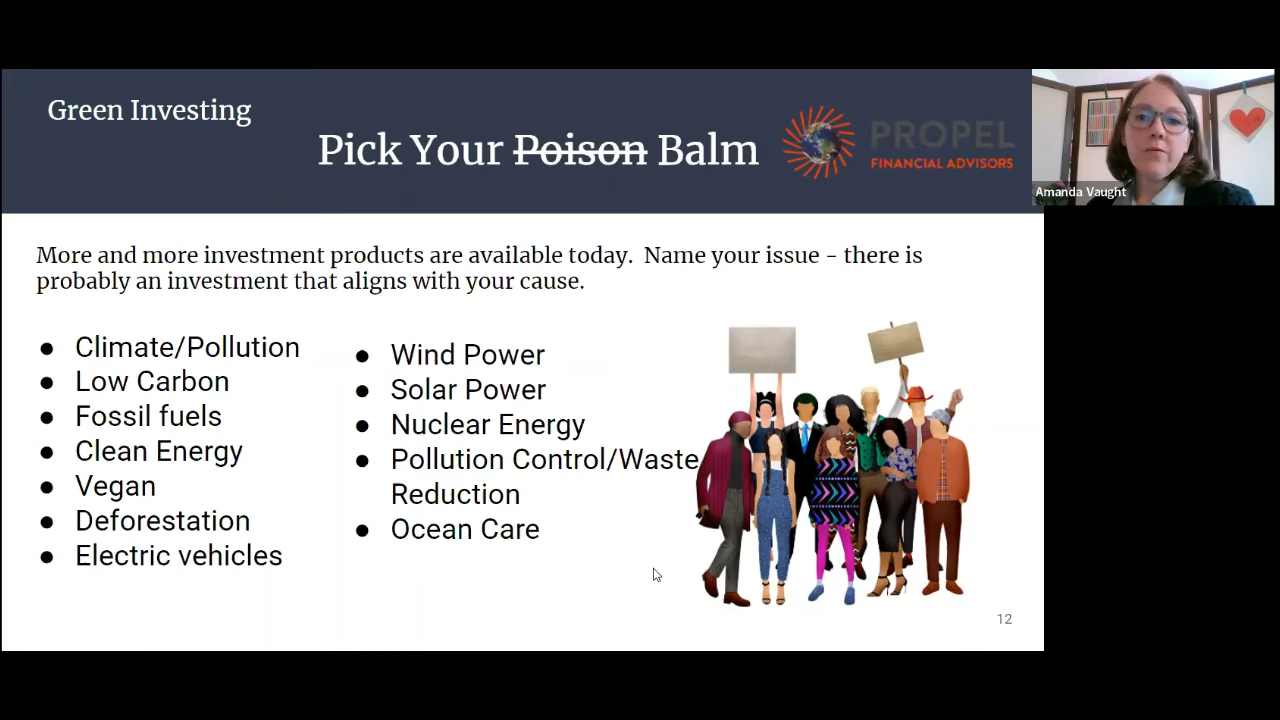 Green Investing
Pick Your Poison Balm
PROPEL
FINANCIAL ADVISORS
Amanda Vaught
More and more investment products are available today. Name your issue - there is
probably an investment that aligns with your cause.
● Climate/Pollution
● Low Carbon
● Fossil fuels
● Clean Energy
● Vegan
● Deforestation
● Electric vehicles
● Wind Power
● Solar Power
● Nuclear Energy
● Pollution Control/Waste
Reduction
● Ocean Care
12